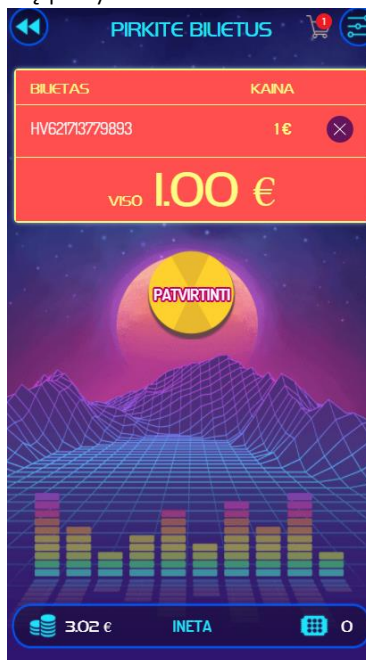 PIRKITE BILIETUS
1
BILIETAS KAINA
HV621713779893 1 €
VISO 1.00 €
PATVIRTINTI
3.02 € INETA 0